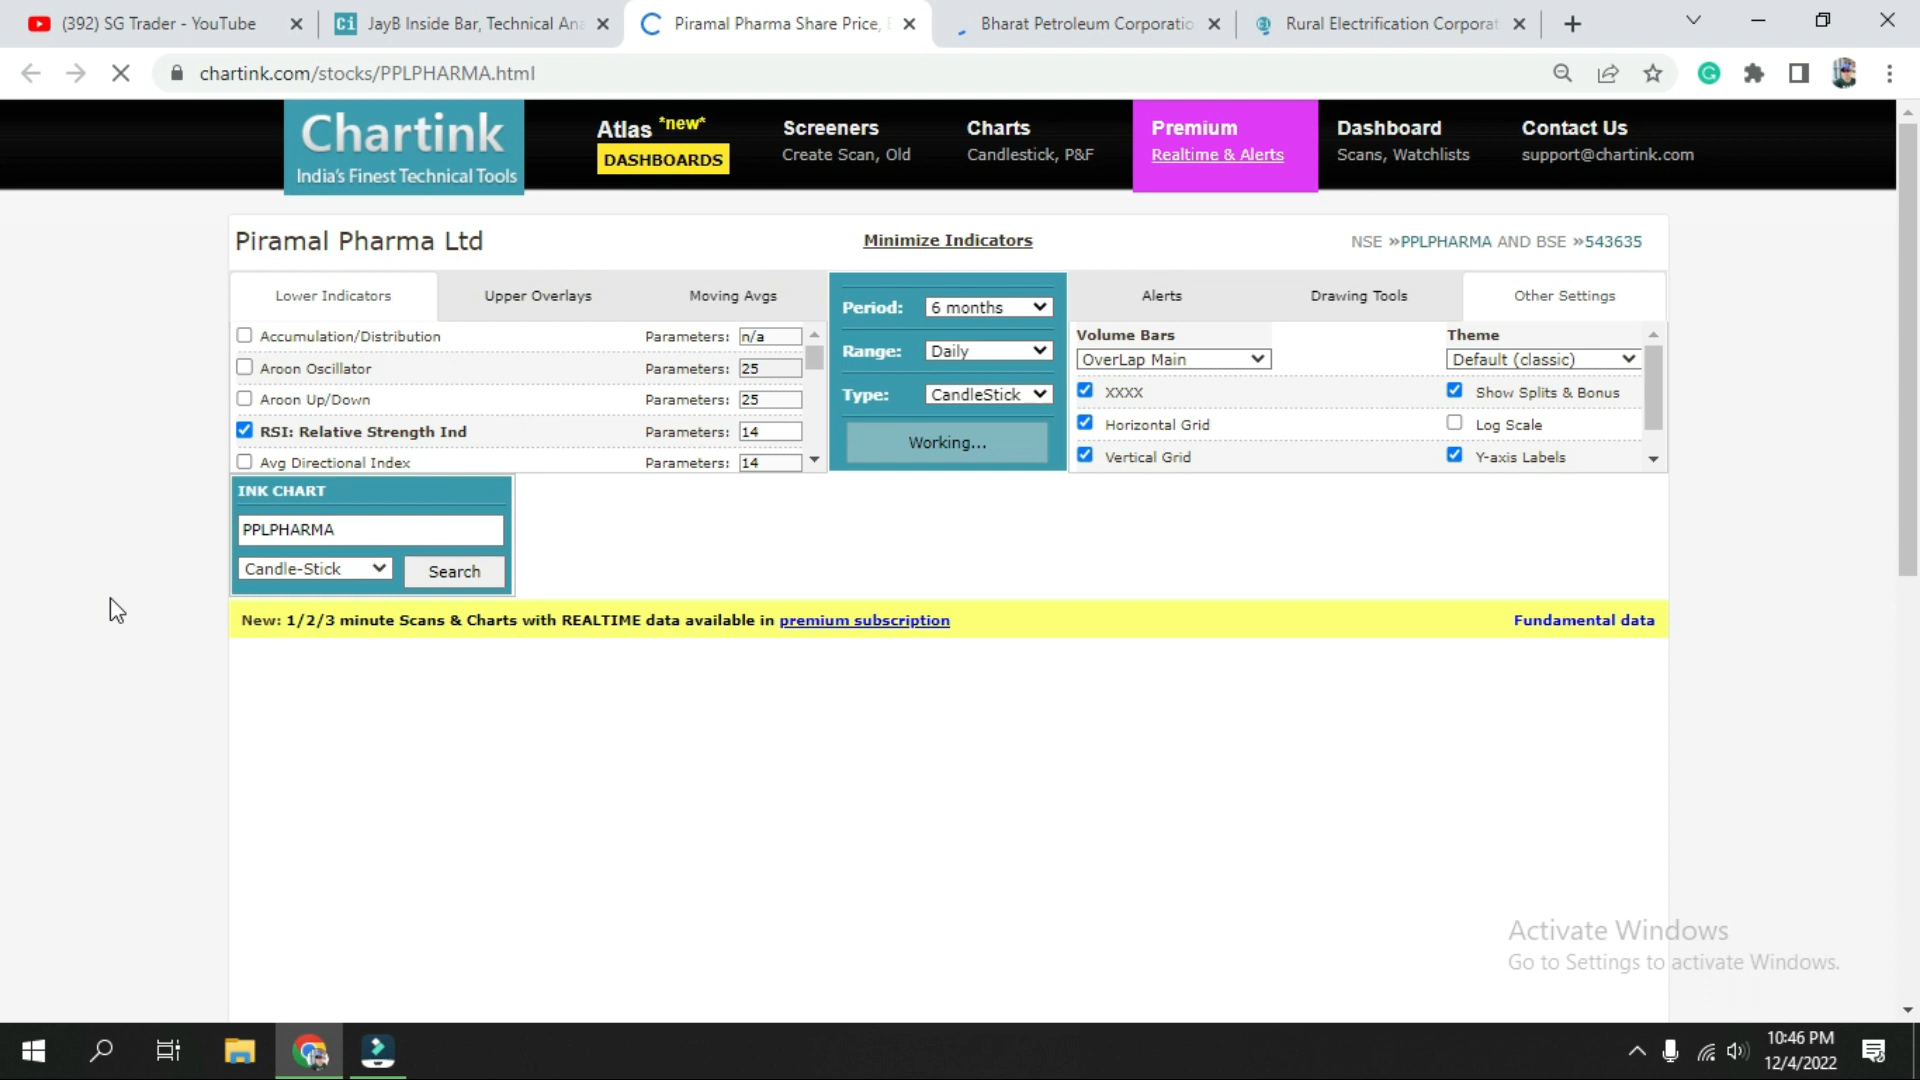 (392) SG Trader - YouTube
JayB Inside Bar, Technical Ana
Piramal Pharma Share Price,
Bharat Petroleum Corporatio
Rural Electrification Corporat
chartink.com/stocks/PPLPHARMA.html
Chartink
India's Finest Technical Tools
Atlas *new*
DASHBOARDS
Screeners
Create Scan, Old
Charts
Candlestick, P&F
Premium
Realtime & Alerts
Dashboard
Scans, Watchlists
Contact Us
support@chartink.com
Piramal Pharma Ltd
Minimize Indicators
NSE »PPLPHARMA AND BSE »543635
Lower Indicators
Upper Overlays
Moving Avgs
Accumulation/Distribution Parameters: n/a
Aroon Oscillator Parameters: 25
Aroon Up/Down Parameters: 25
RSI: Relative Strength Ind Parameters: 14
Avg Directional Index Parameters: 14
Period: 6 months
Range: Daily
Type: CandleStick
Working...
Alerts
Drawing Tools
Other Settings
Volume Bars
Theme
OverLap Main
Default (classic)
XXXX
Show Splits & Bonus
Horizontal Grid
Log Scale
Vertical Grid
Y-axis Labels
INK CHART
PPLPHARMA
Candle-Stick
Search
New: 1/2/3 minute Scans & Charts with REALTIME data available in premium subscription
Fundamental data
Activate Windows
Go to Settings to activate Windows.
10:46 PM
12/4/2022